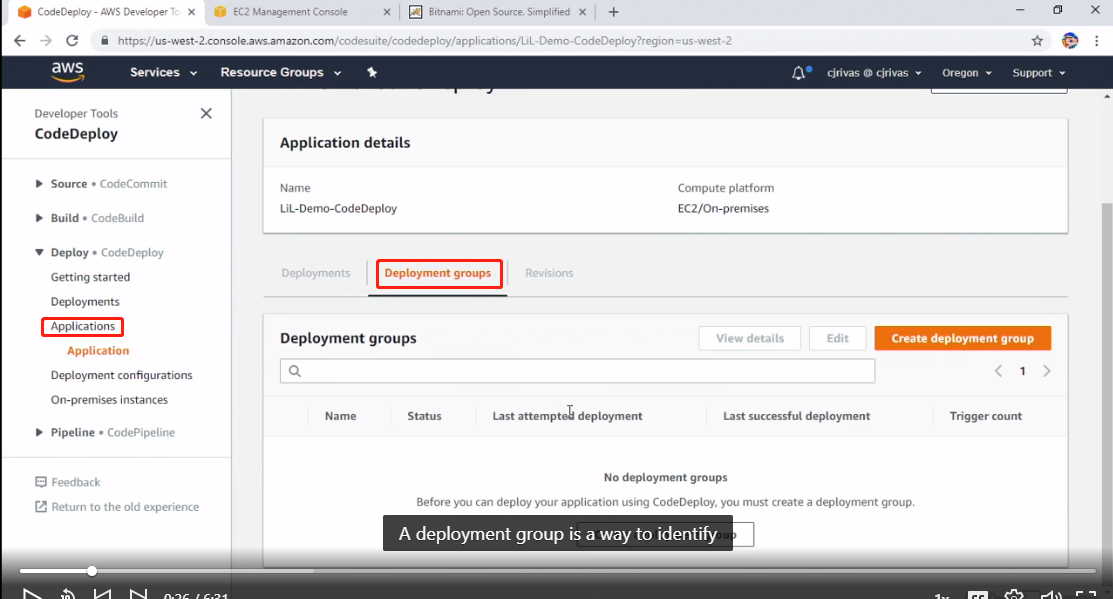 CodeDeploy - AWS Developer To
EC2 Management Console
Bitnami: Open Source. Simplified
https://us-west-2.console.aws.amazon.com/codesuite/codedeploy/applications/LiL-Demo-CodeDeploy?region=us-west-2
aws
Services
Resource Groups
cjrivas @ cjrivas
Oregon
Support
Developer Tools
CodeDeploy
Source • CodeCommit
Build • CodeBuild
Deploy • CodeDeploy
Getting started
Deployments
Applications
Application
Deployment configurations
On-premises instances
Pipeline • CodePipeline
Feedback
Return to the old experience
Application details
Name
LiL-Demo-CodeDeploy
Compute platform
EC2/On-premises
Deployments
Deployment groups
Revisions
Deployment groups
View details
Edit
Create deployment group
1
Name
Status
Last attempted deployment
Last successful deployment
Trigger count
No deployment groups
Before you can deploy your application using CodeDeploy, you must create a deployment group.
A deployment group is a way to identify
0:26 / 6:31
1x
CC